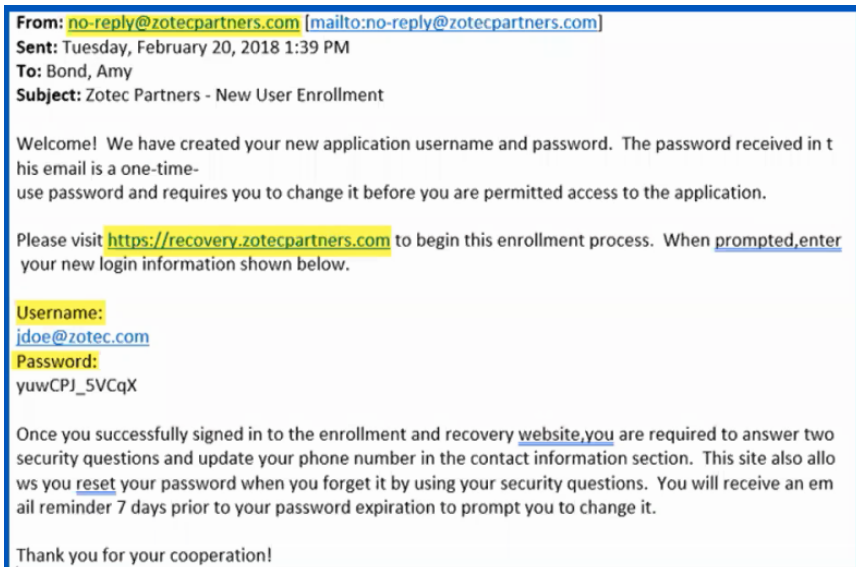 From: no-reply@zotecpartners.com [mailto:no-reply@zotecpartners.com]
Sent: Tuesday, February 20, 2018 1:39 PM
To: Bond, Amy
Subject: Zotec Partners - New User Enrollment
Welcome!  We have created your new application username and password.  The password received in t
his email is a one-time-
use password and requires you to change it before you are permitted access to the application.
Please visit https://recovery.zotecpartners.com to begin this enrollment process.  When prompted,enter
your new login information shown below.
Username:
jdoe@zotec.com
Password:
yuwCPJ_5VCqX
Once you successfully signed in to the enrollment and recovery website,you are required to answer two
security questions and update your phone number in the contact information section.  This site also allo
ws you reset your password when you forget it by using your security questions.  You will receive an em
ail reminder 7 days prior to your password expiration to prompt you to change it.
Thank you for your cooperation!